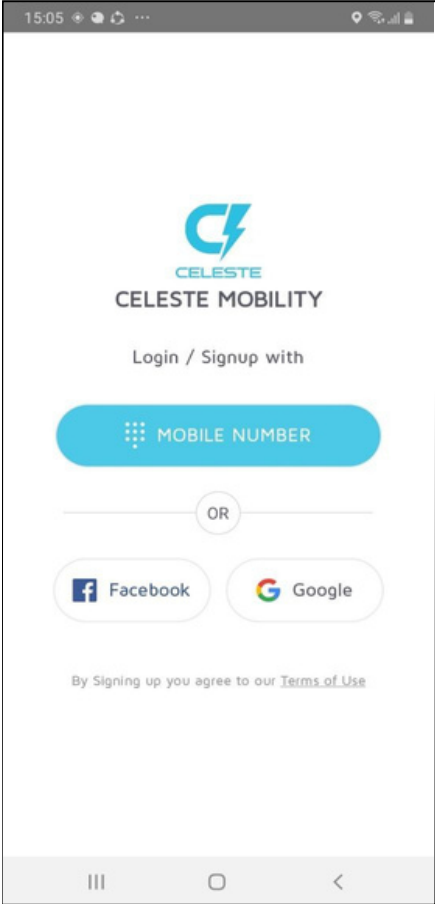 15:05
CELESTE
CELESTE MOBILITY
Login / Signup with
MOBILE NUMBER
OR
Facebook
Google
By Signing up you agree to our Terms of Use